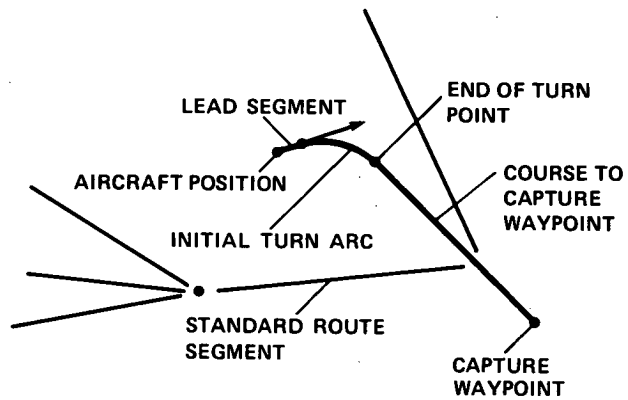 LEAD SEGMENT
END OF TURN
POINT
AIRCRAFT POSITION
COURSE TO
CAPTURE
WAYPOINT
INITIAL TURN ARC
STANDARD ROUTE
SEGMENT
CAPTURE
WAYPOINT